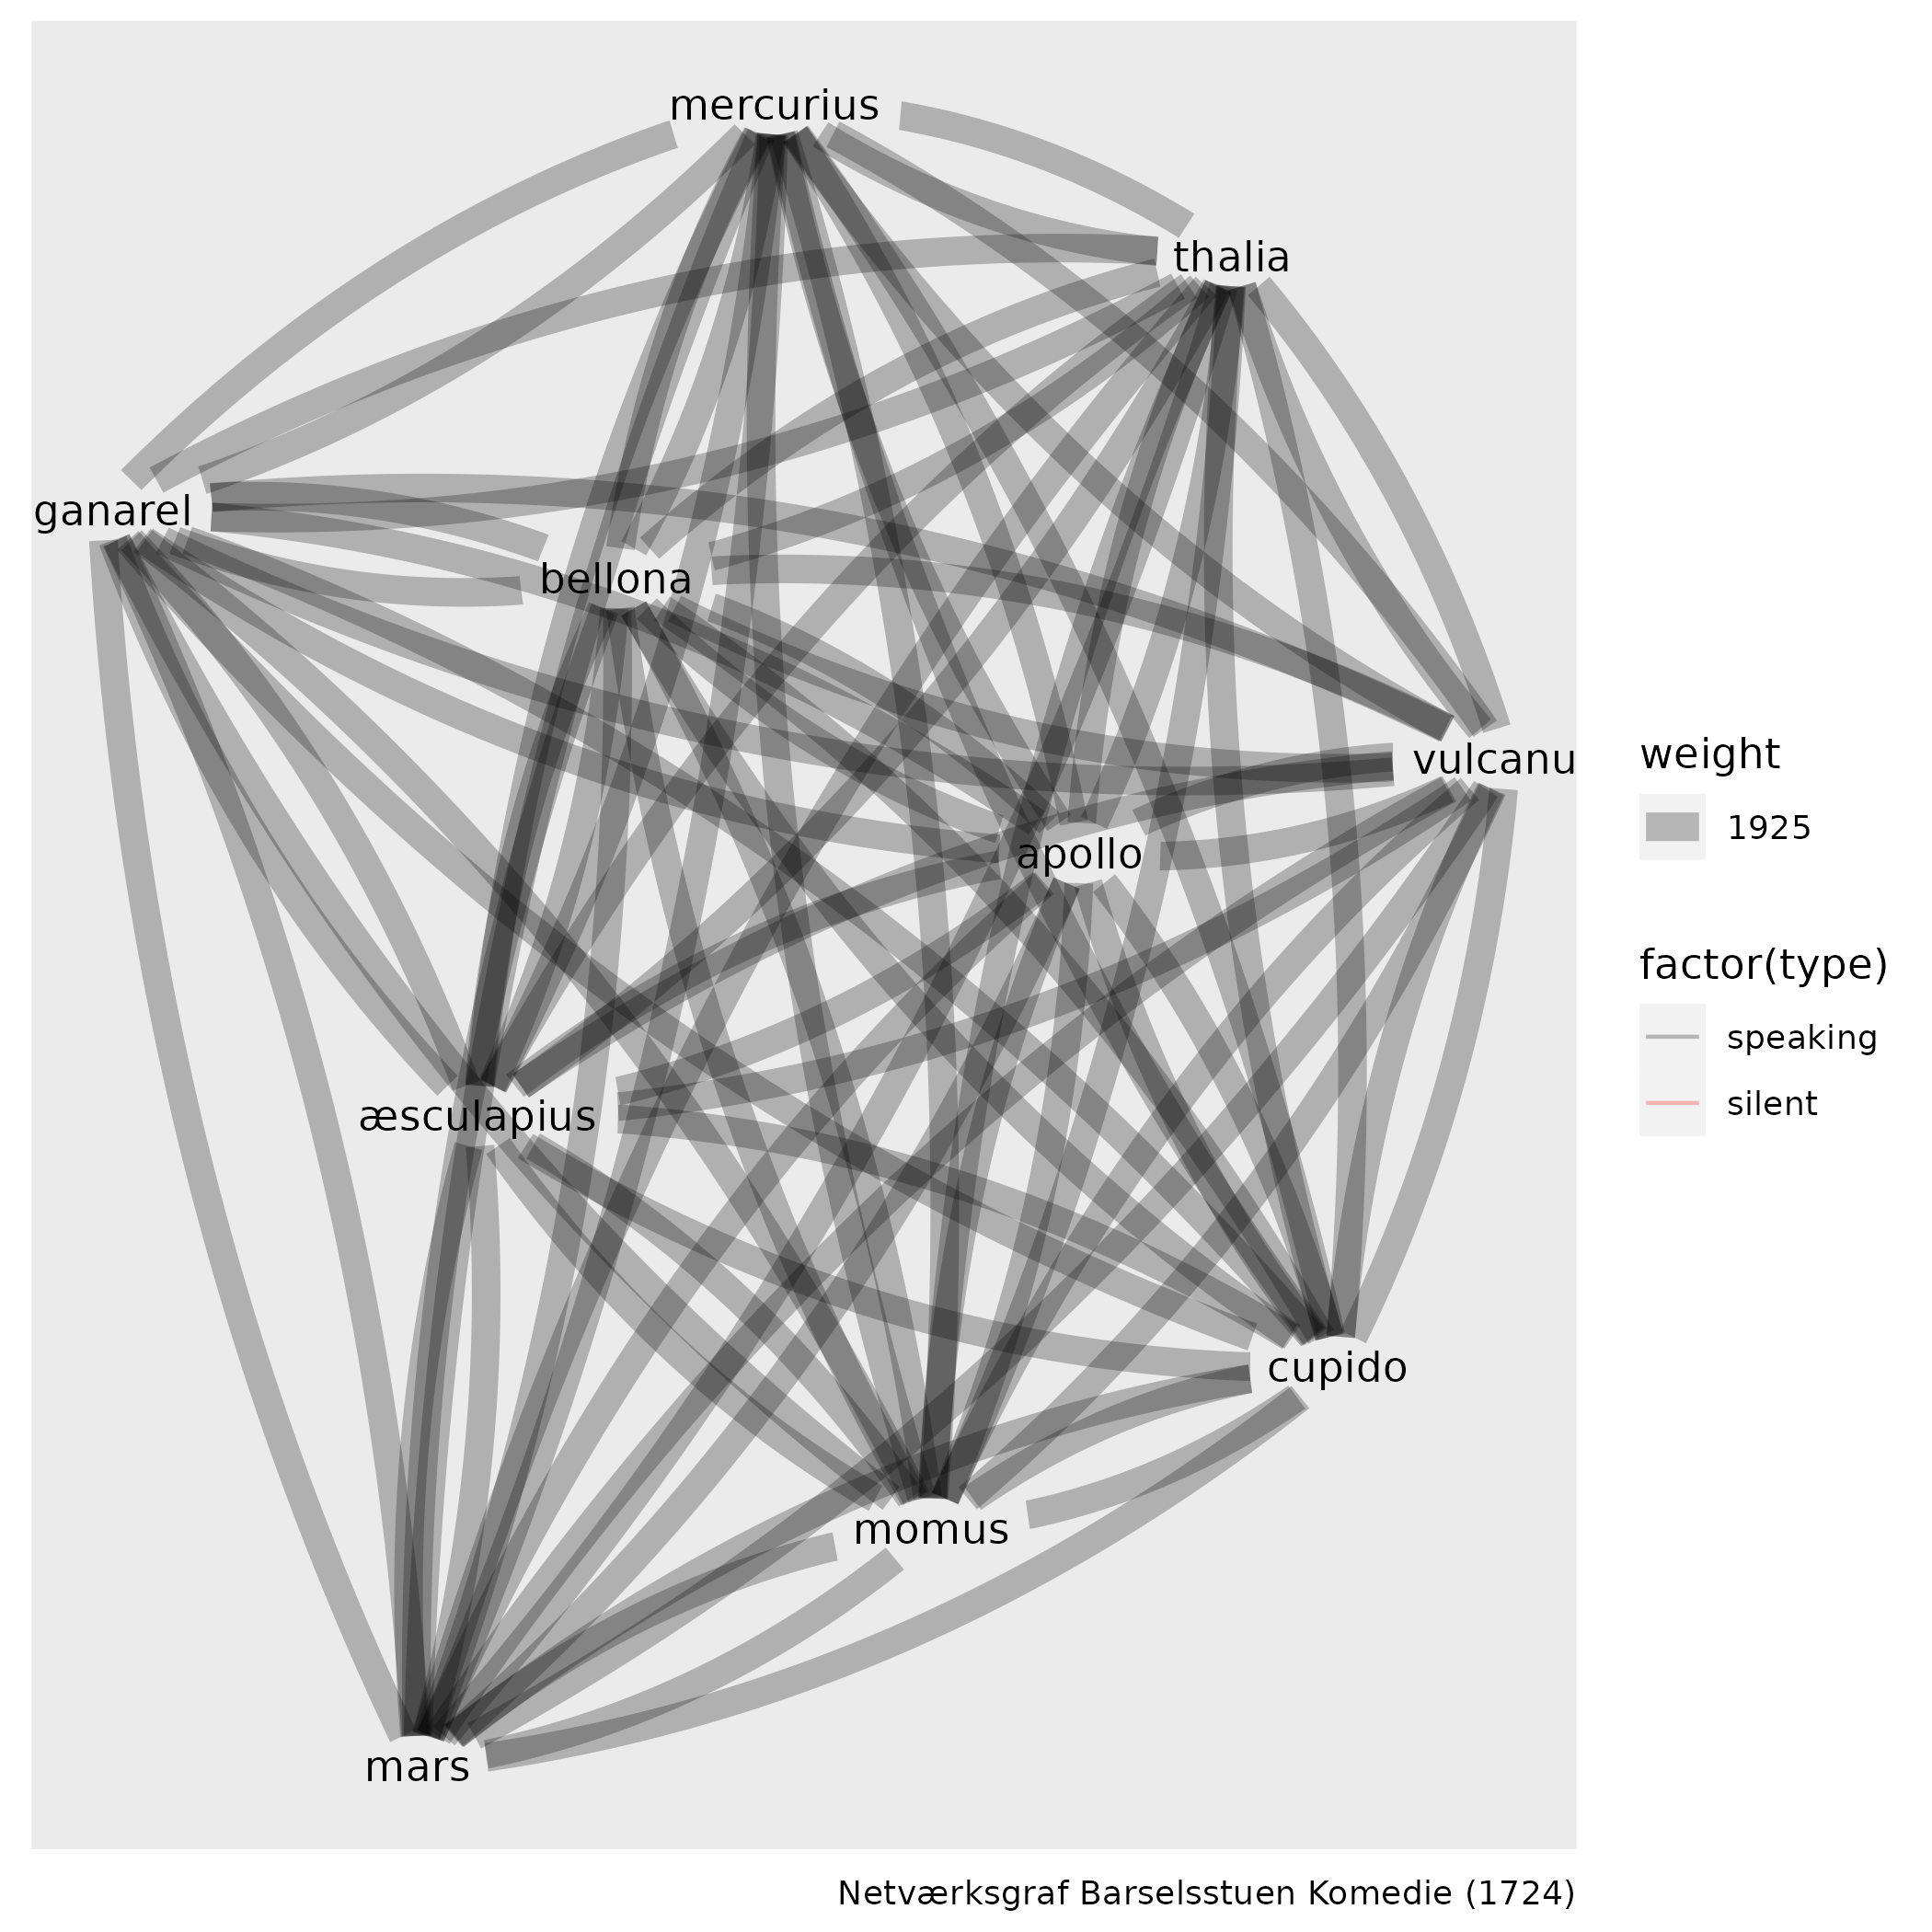 mercurius
thalia
ganarel
bellona
vulcanu
apollo
æsculapius
cupido
momus
mars
weight
1925
factor(type)
speaking
silent
Netværksgraf Barselsstuen Komedie (1724)